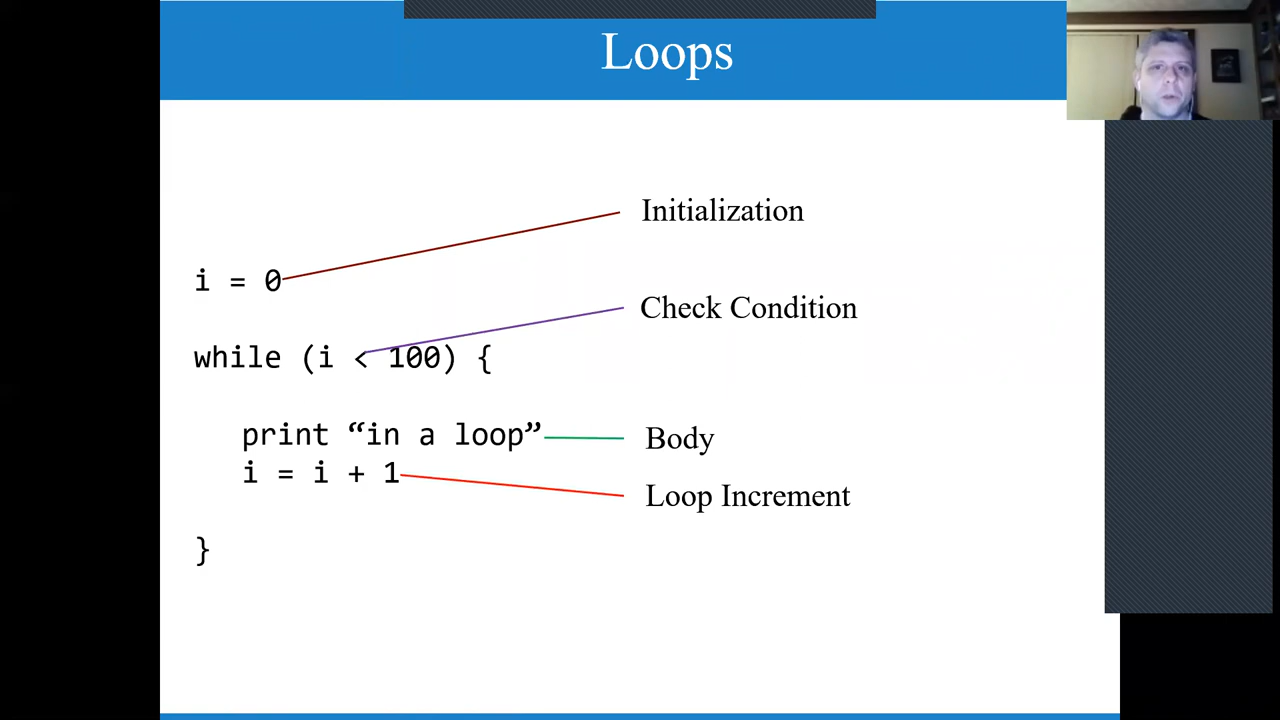 Loops
Initialization
i = 0
Check Condition
while (i < 100) {
print “in a loop”
Body
i = i + 1
Loop Increment
}